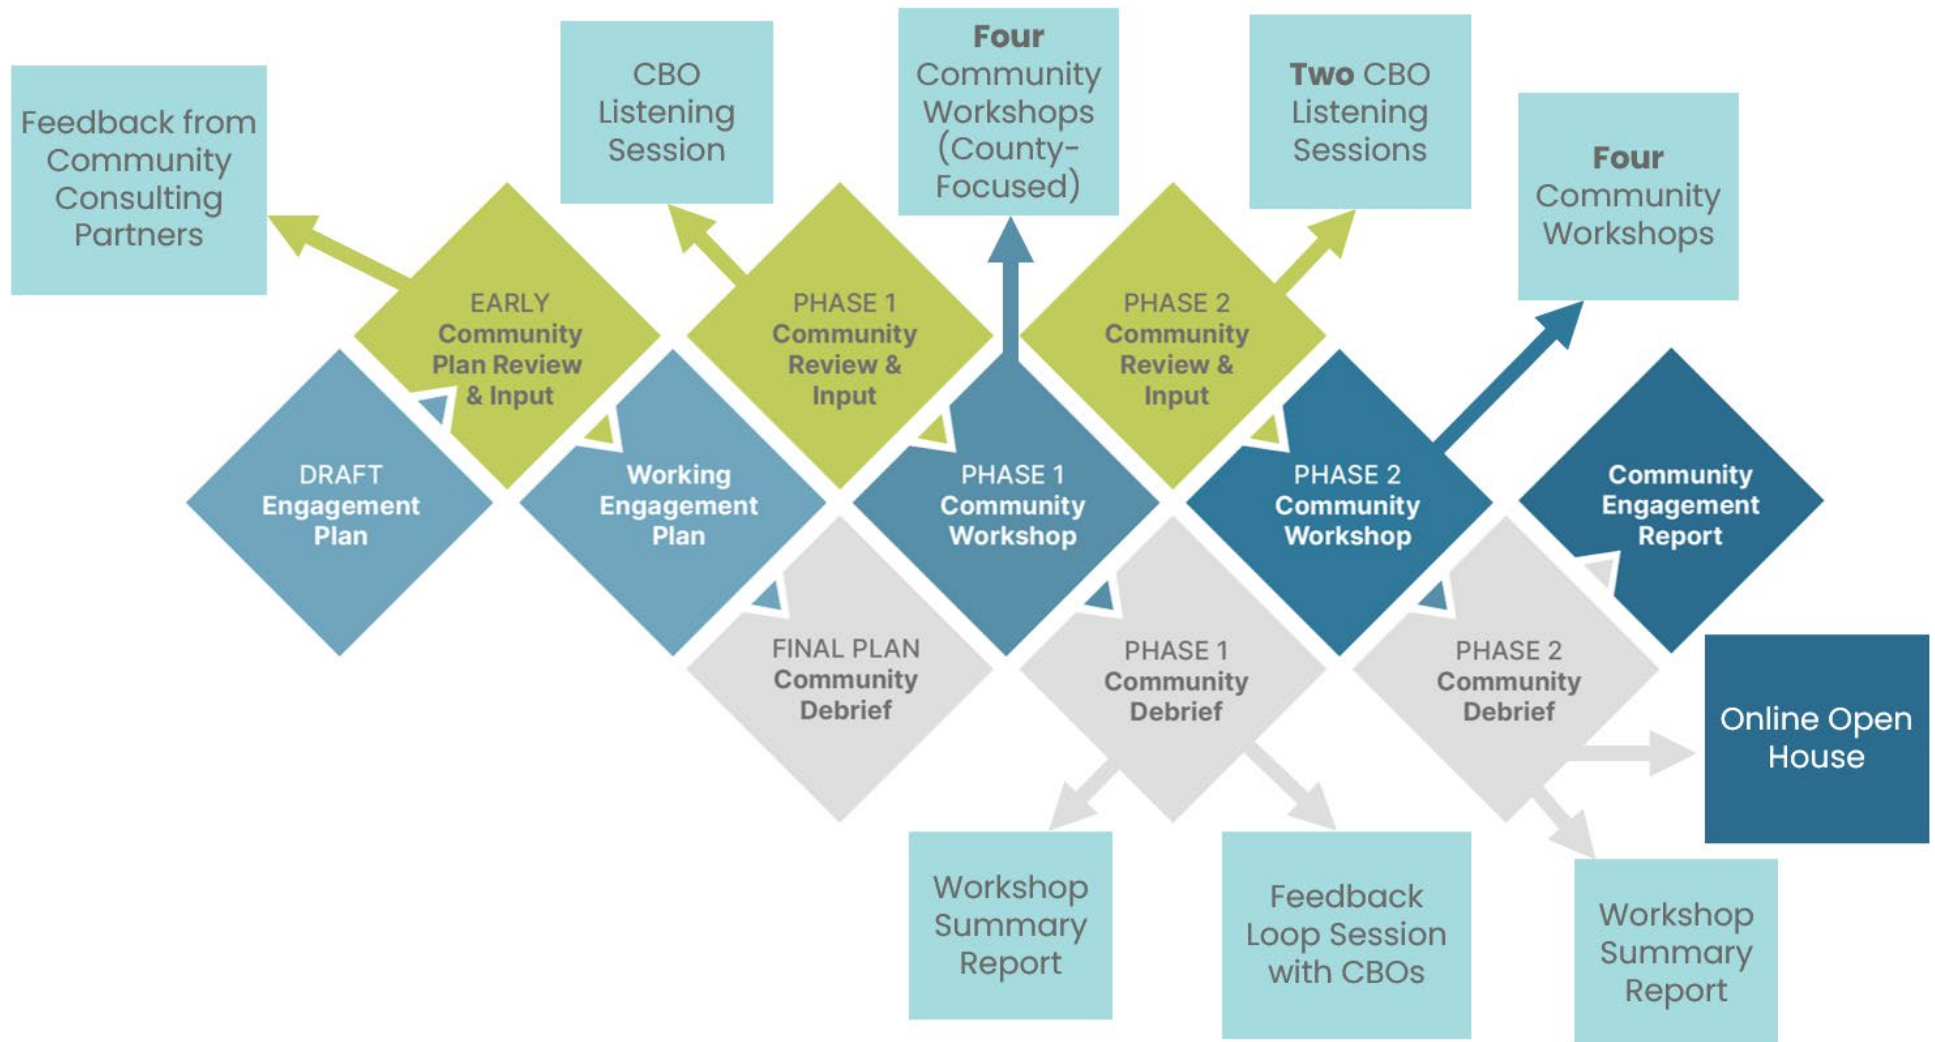 Feedback from
Community
Consulting
Partners
CBO
Listening
Session
Four
Community
Workshops
(County-
Focused)
Two CBO
Listening
Sessions
Four
Community
Workshops
EARLY
Community
Plan Review
& Input
PHASE 1
Community
Review &
Input
PHASE 2
Community
Review &
Input
DRAFT
Engagement
Plan
Working
Engagement
Plan
PHASE 1
Community
Workshop
PHASE 2
Community
Workshop
Community
Engagement
Report
FINAL PLAN
Community
Debrief
PHASE 1
Community
Debrief
PHASE 2
Community
Debrief
Online Open
House
Workshop
Summary
Report
Feedback
Loop Session
with CBOs
Workshop
Summary
Report